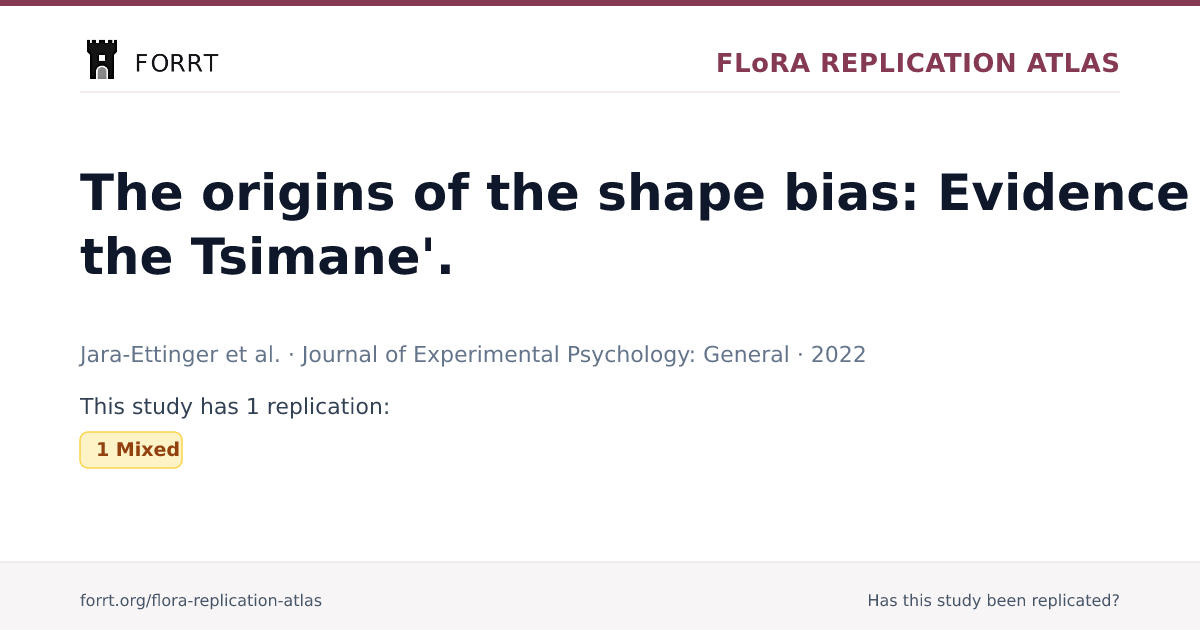 FORRT
FLoRA REPLICATION ATLAS
The origins of the shape bias: Evidence
the Tsimane'.
Jara-Ettinger et al. · Journal of Experimental Psychology: General · 2022
This study has 1 replication:
1 Mixed
forrt.org/flora-replication-atlas
Has this study been replicated?